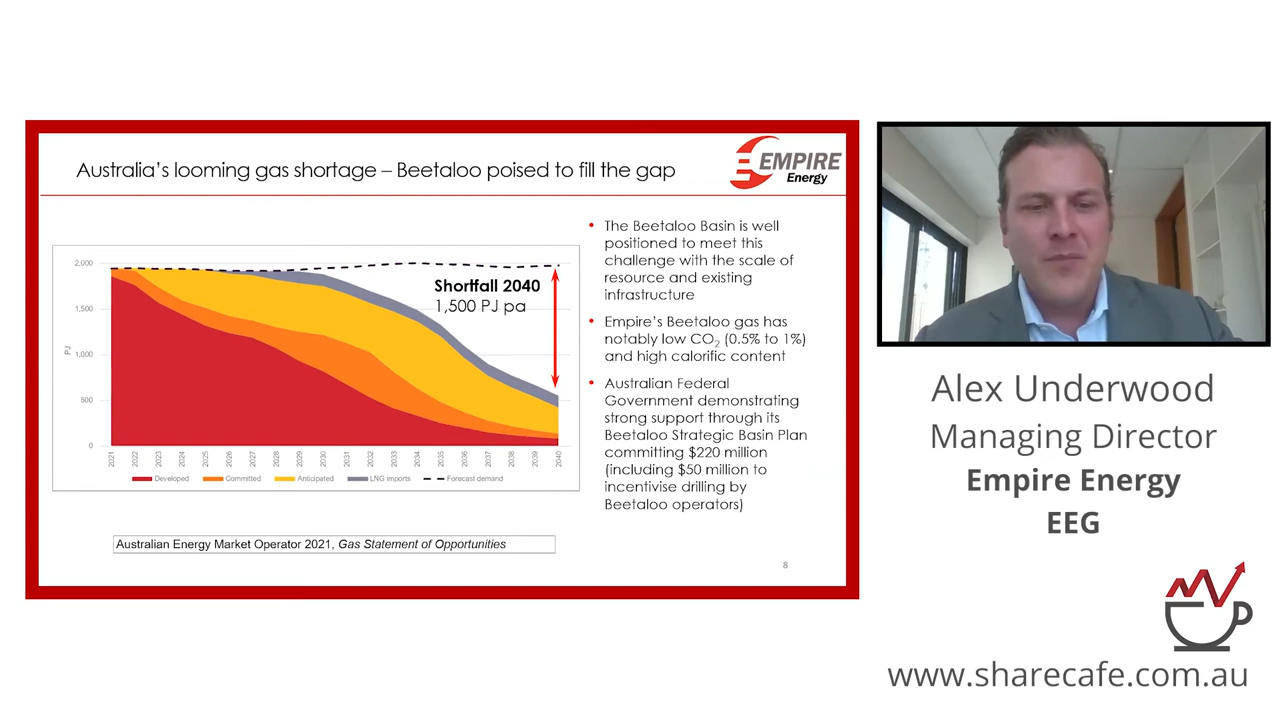 Australia's looming gas shortage – Beetaloo poised to fill the gap
EMPIRE
Energy
2,000
1,500
1,000
500
0
PJ
Shortfall 2040
1,500 PJ pa
2021
2022
2023
2024
2025
2026
2027
2028
2029
2030
2031
2032
2033
2034
2035
2036
2037
2038
2039
2040
Developed
Committed
Anticipated
LNG imports
Forecast demand
Australian Energy Market Operator 2021, Gas Statement of Opportunities
• The Beetaloo Basin is well
positioned to meet this
challenge with the scale of
resource and existing
infrastructure
• Empire's Beetaloo gas has
notably low CO₂ (0.5% to 1%)
and high calorific content
• Australian Federal
Government demonstrating
strong support through its
Beetaloo Strategic Basin Plan
committing $220 million
(including $50 million to
incentivise drilling by
Beetaloo operators)
8
Alex Underwood
Managing Director
Empire Energy
EEG
www.sharecafe.com.au